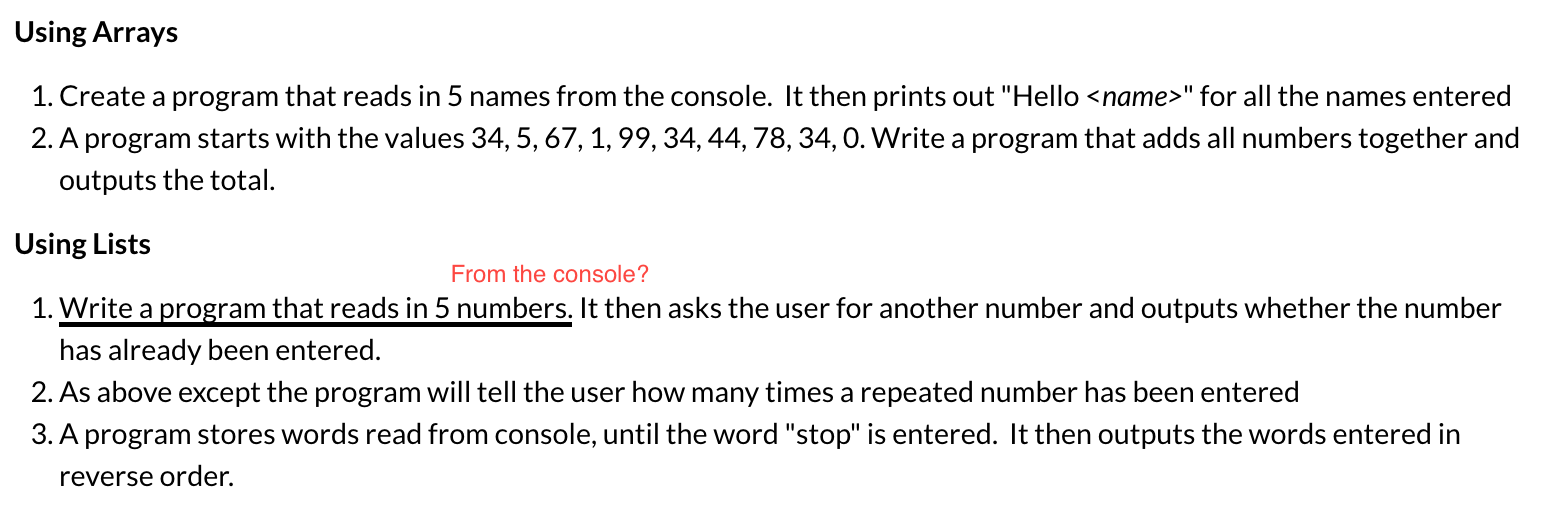 Using Arrays
1. Create a program that reads in 5 names from the console.  It then prints out "Hello <name>" for all the names entered
2. A program starts with the values 34, 5, 67, 1, 99, 34, 44, 78, 34, 0. Write a program that adds all numbers together and
outputs the total.
Using Lists
From the console?
1. Write a program that reads in 5 numbers. It then asks the user for another number and outputs whether the number
has already been entered.
2. As above except the program will tell the user how many times a repeated number has been entered
3. A program stores words read from console, until the word "stop" is entered.  It then outputs the words entered in
reverse order.